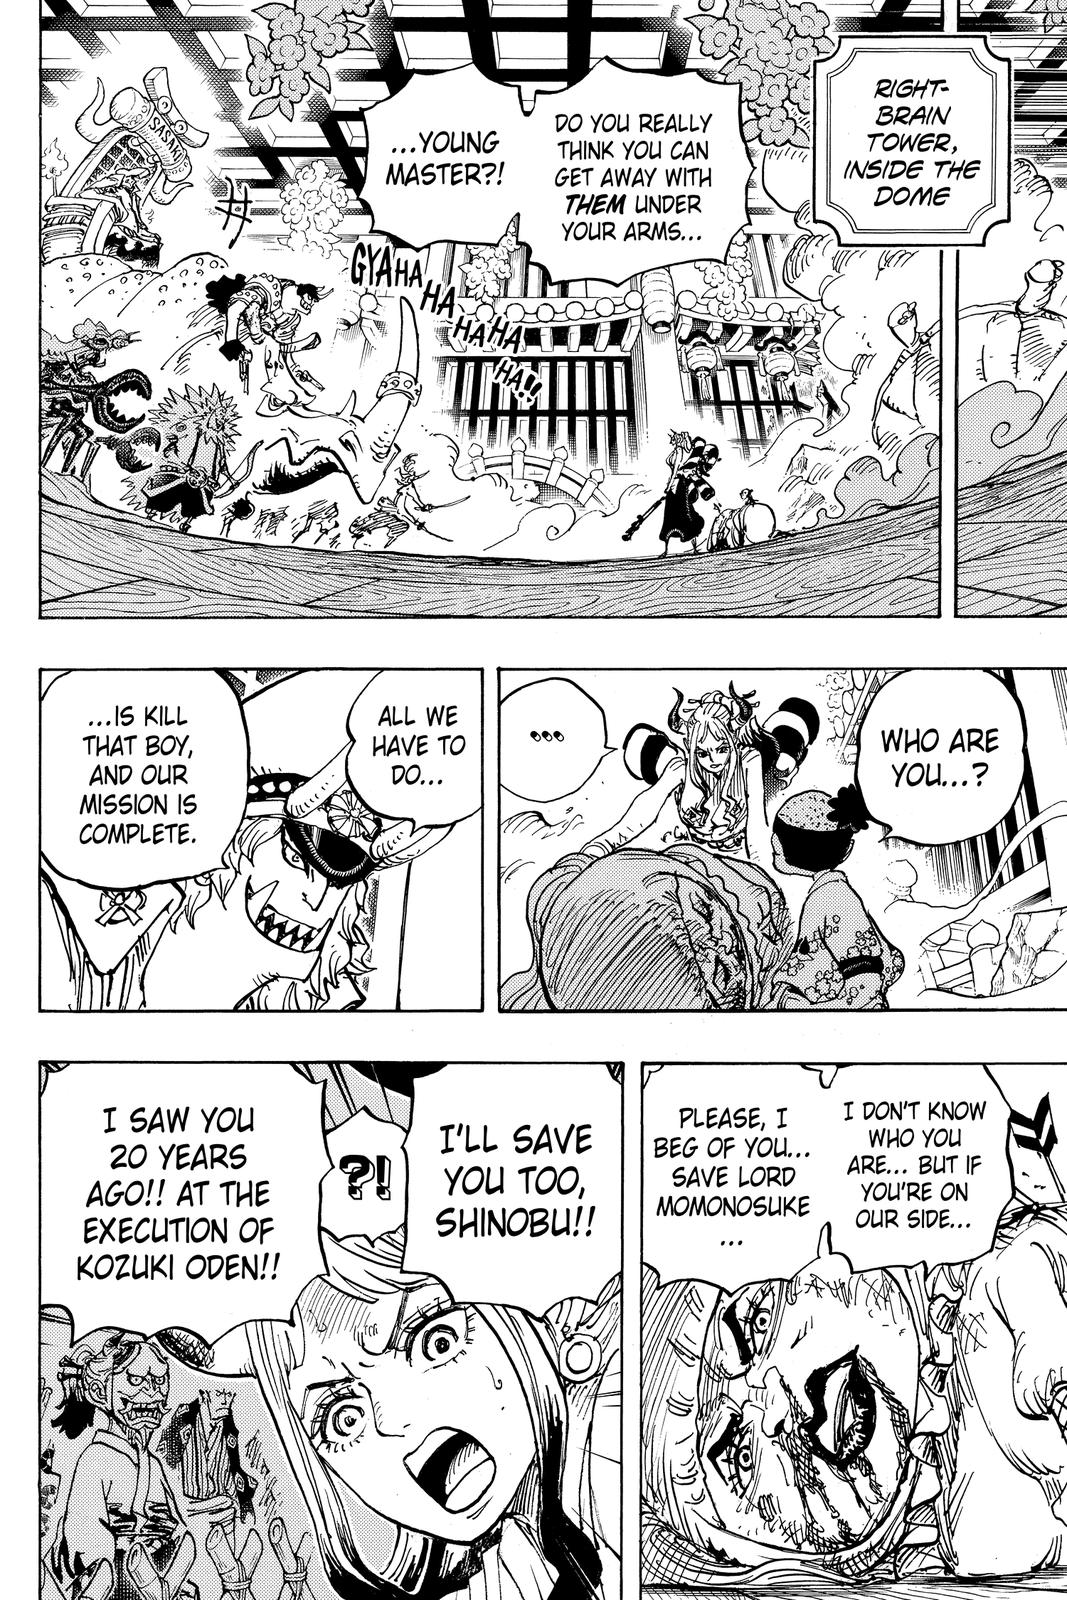 RIGHT-
BRAIN
TOWER,
INSIDE THE
DOME
DO YOU REALLY
THINK YOU CAN
GET AWAY WITH
THEM UNDER
YOUR ARMS...
...YOUNG
MASTER?!
GYAHA
HA
HAHA
HA!!
WHO ARE
YOU...?
...
ALL WE
HAVE TO
DO...
...IS KILL
THAT BOY,
AND OUR
MISSION IS
COMPLETE.
I DON'T KNOW
WHO YOU
ARE... BUT IF
YOU'RE ON
OUR SIDE...
PLEASE, I
BEG OF YOU...
SAVE LORD
MOMONOSUKE
...
I'LL SAVE
YOU TOO,
SHINOBU!!
?!
I SAW YOU
20 YEARS
AGO!! AT THE
EXECUTION OF
KOZUKI ODEN!!